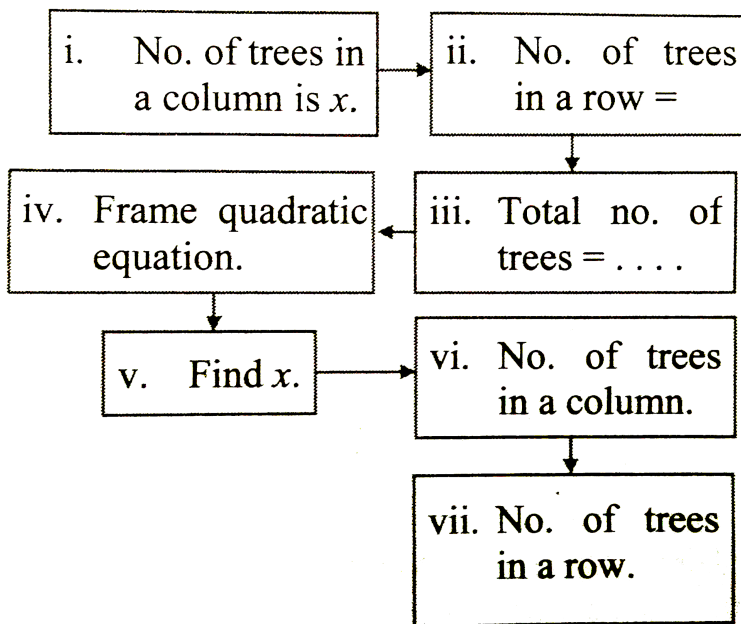 i. No. of trees in
a column is x.
ii. No. of trees
in a row =
iii. Total no. of
trees = . . . .
iv. Frame quadratic
equation.
v. Find x.
vi. No. of trees
in a column.
vii. No. of trees
in a row.